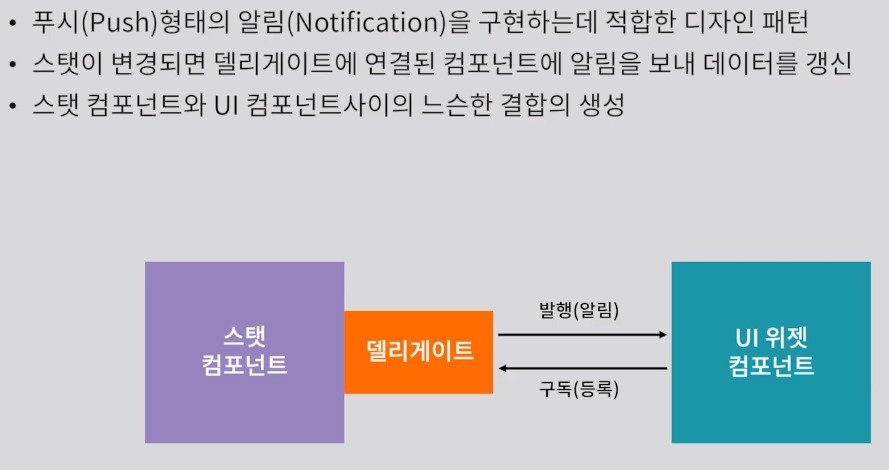 • 푸시(Push)형태의 알림(Notification)을 구현하는데 적합한 디자인 패턴
• 스탯이 변경되면 델리게이트에 연결된 컴포넌트에 알림을 보내 데이터를 갱신
• 스탯 컴포넌트와 UI 컴포넌트사이의 느슨한 결합의 생성
스탯
컴포넌트
델리게이트
발행(알림)
구독(등록)
UI 위젯
컴포넌트